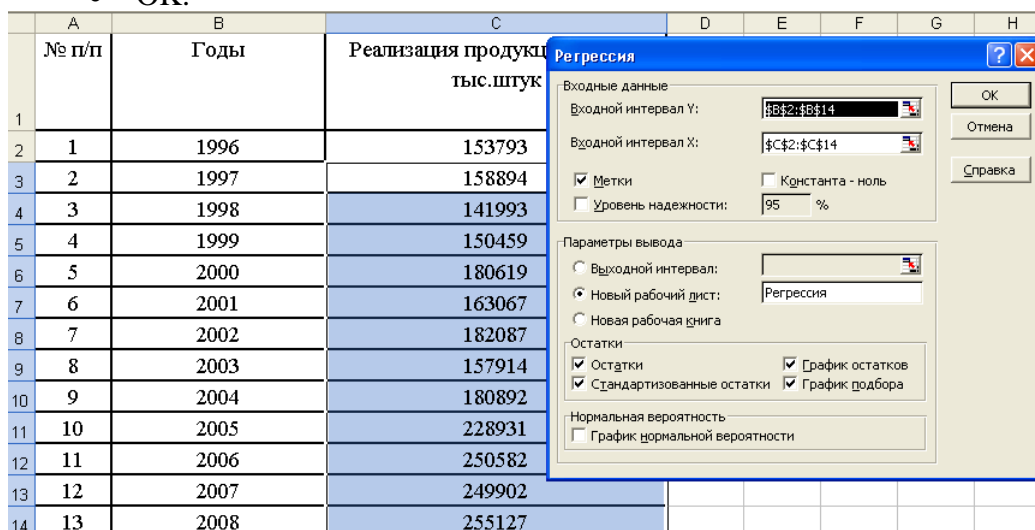 OK.
A B C D E F G H
№ п/п Годы Реализация
тыс.штук
1
2 1 1996 153793
3 2 1997 158894
4 3 1998 141993
5 4 1999 150459
6 5 2000 180619
7 6 2001 163067
8 7 2002 182087
9 8 2003 157914
10 9 2004 180892
11 10 2005 228931
12 11 2006 250582
13 12 2007 249902
14 13 2008 255127
Регрессия
Входные данные
Входной интервал Y: $B$2:$B$14
Входной интервал X: $C$2:$C$14
Метки Константа - ноль
Уровень надежности: 95 %
Параметры вывода
Выходной интервал:
Новый рабочий лист: Регрессия
Новая рабочая книга
Остатки
Остатки График остатков
Стандартизованные остатки График подбора
Нормальная вероятность
График нормальной вероятности
ОК
Отмена
Справка